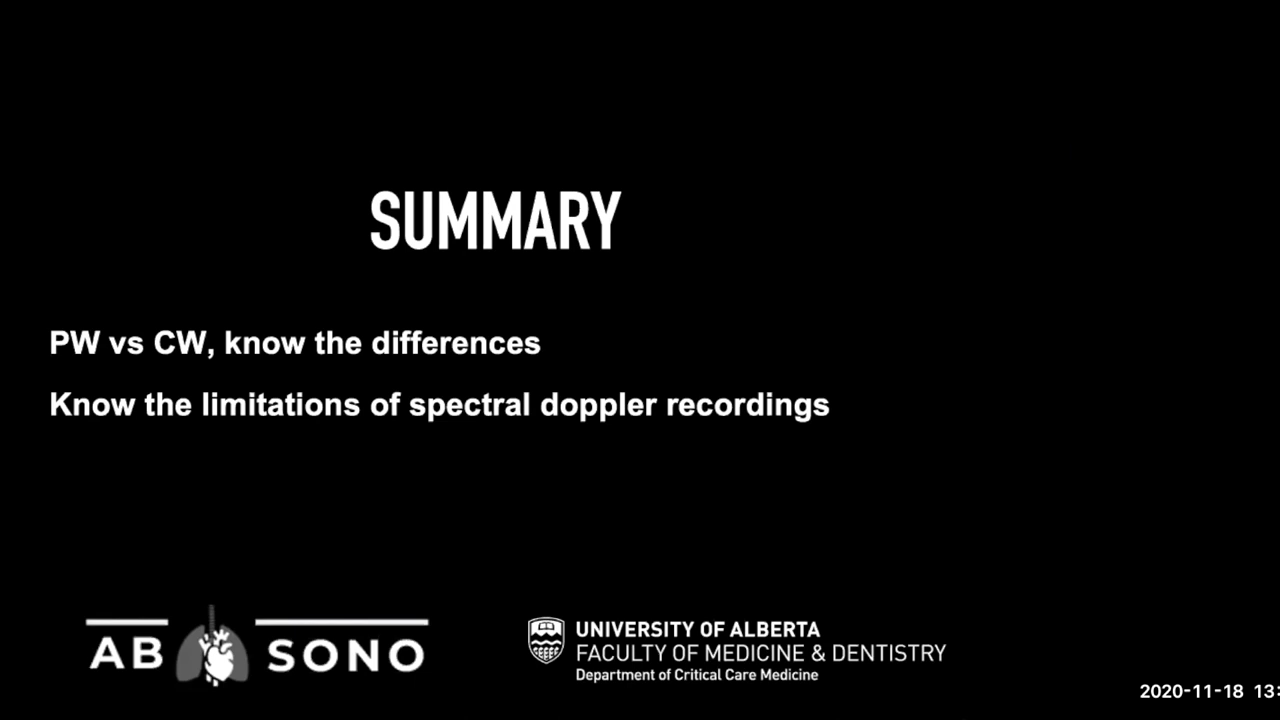 SUMMARY
PW vs CW, know the differences
Know the limitations of spectral doppler recordings
AB SONO
UNIVERSITY OF ALBERTA
FACULTY OF MEDICINE & DENTISTRY
Department of Critical Care Medicine
2020-11-18 13: